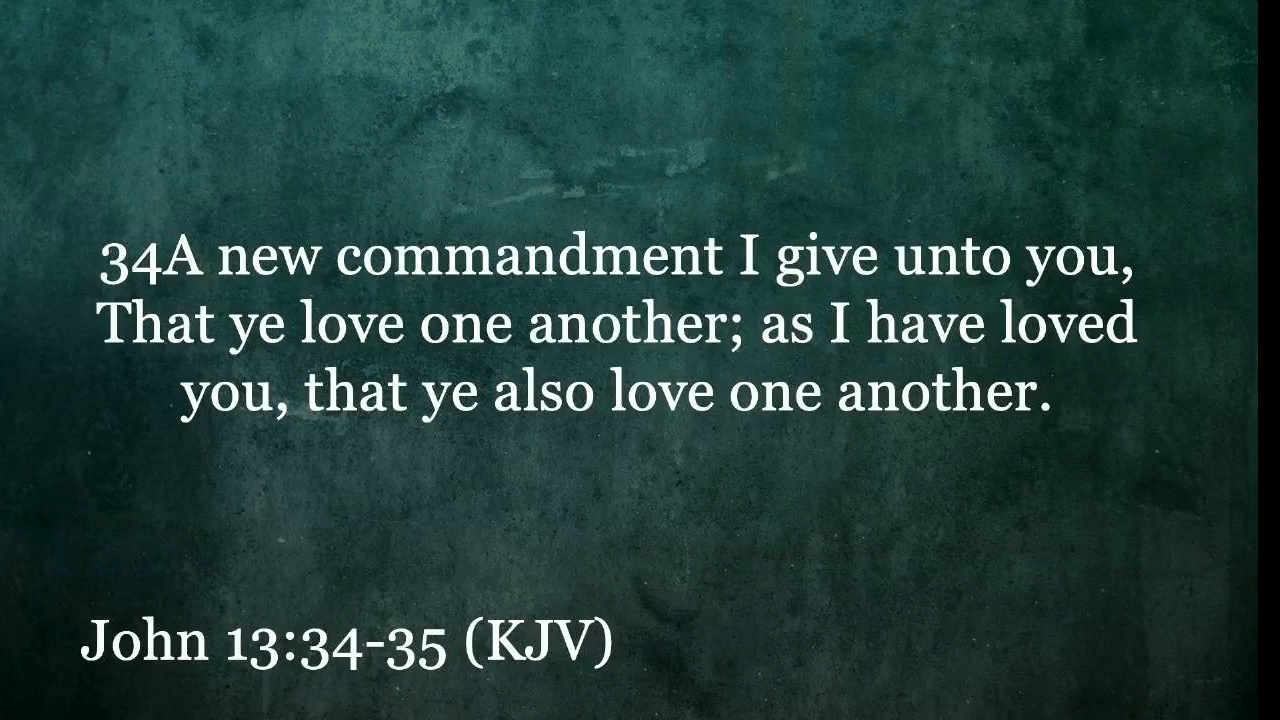 34A new commandment I give unto you,
That ye love one another; as I have loved
you, that ye also love one another.
John 13:34-35 (KJV)